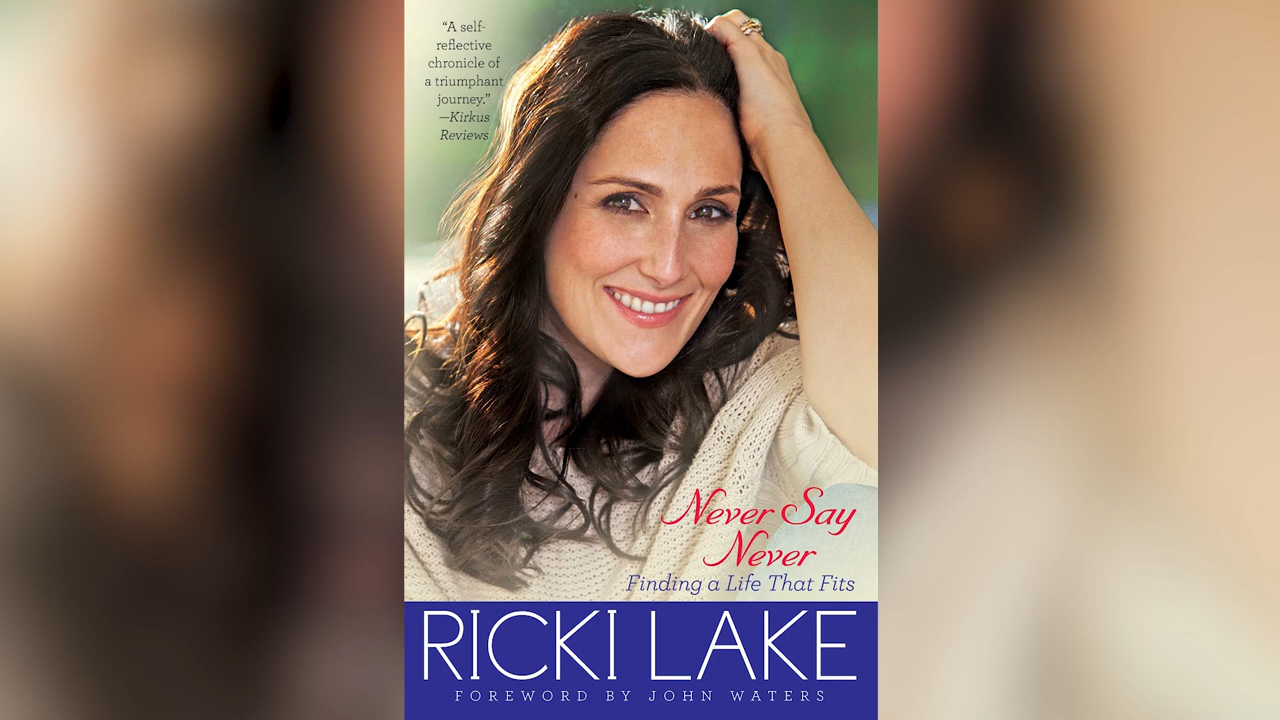 “A self-
reflective
chronicle of
a triumphant
journey.”
—Kirkus
Reviews
Never Say
Never
Finding a Life That Fits
RICKI LAKE
FOREWORD BY JOHN WATERS